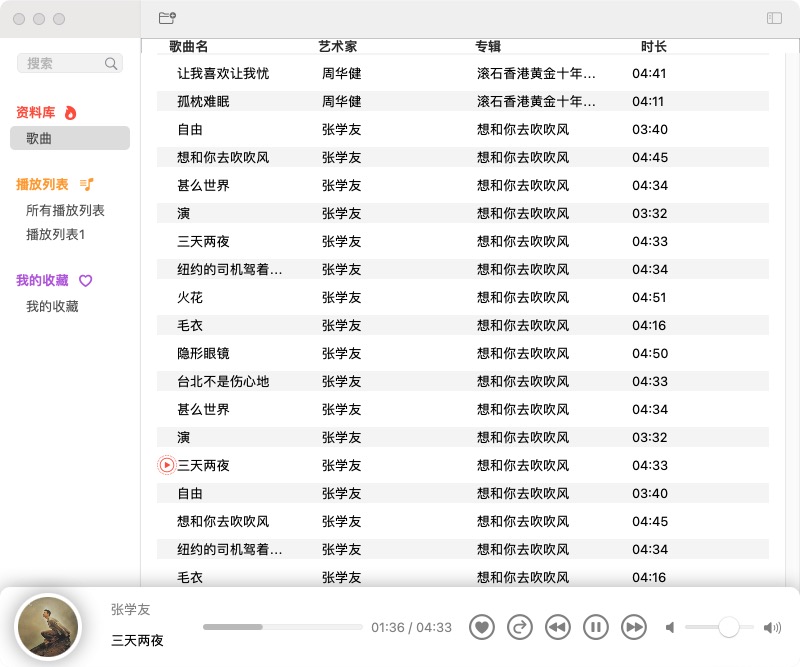 搜索
资料库
歌曲
播放列表
所有播放列表
播放列表1
我的收藏
我的收藏
歌曲名 艺术家 专辑 时长
让我喜欢让我忧 周华健 滚石香港黄金十年... 04:41
孤枕难眠 周华健 滚石香港黄金十年... 04:11
自由 张学友 想和你去吹吹风 03:40
想和你去吹吹风 张学友 想和你去吹吹风 04:45
甚么世界 张学友 想和你去吹吹风 04:34
演 张学友 想和你去吹吹风 03:32
三天两夜 张学友 想和你去吹吹风 04:33
纽约的司机驾着... 张学友 想和你去吹吹风 04:34
火花 张学友 想和你去吹吹风 04:51
毛衣 张学友 想和你去吹吹风 04:16
隐形眼镜 张学友 想和你去吹吹风 04:50
台北不是伤心地 张学友 想和你去吹吹风 04:33
甚么世界 张学友 想和你去吹吹风 04:34
演 张学友 想和你去吹吹风 03:32
三天两夜 张学友 想和你去吹吹风 04:33
自由 张学友 想和你去吹吹风 03:40
想和你去吹吹风 张学友 想和你去吹吹风 04:45
纽约的司机驾着... 张学友 想和你去吹吹风 04:34
毛衣 张学友 想和你去吹吹风 04:16
张学友
三天两夜
01:36 / 04:33